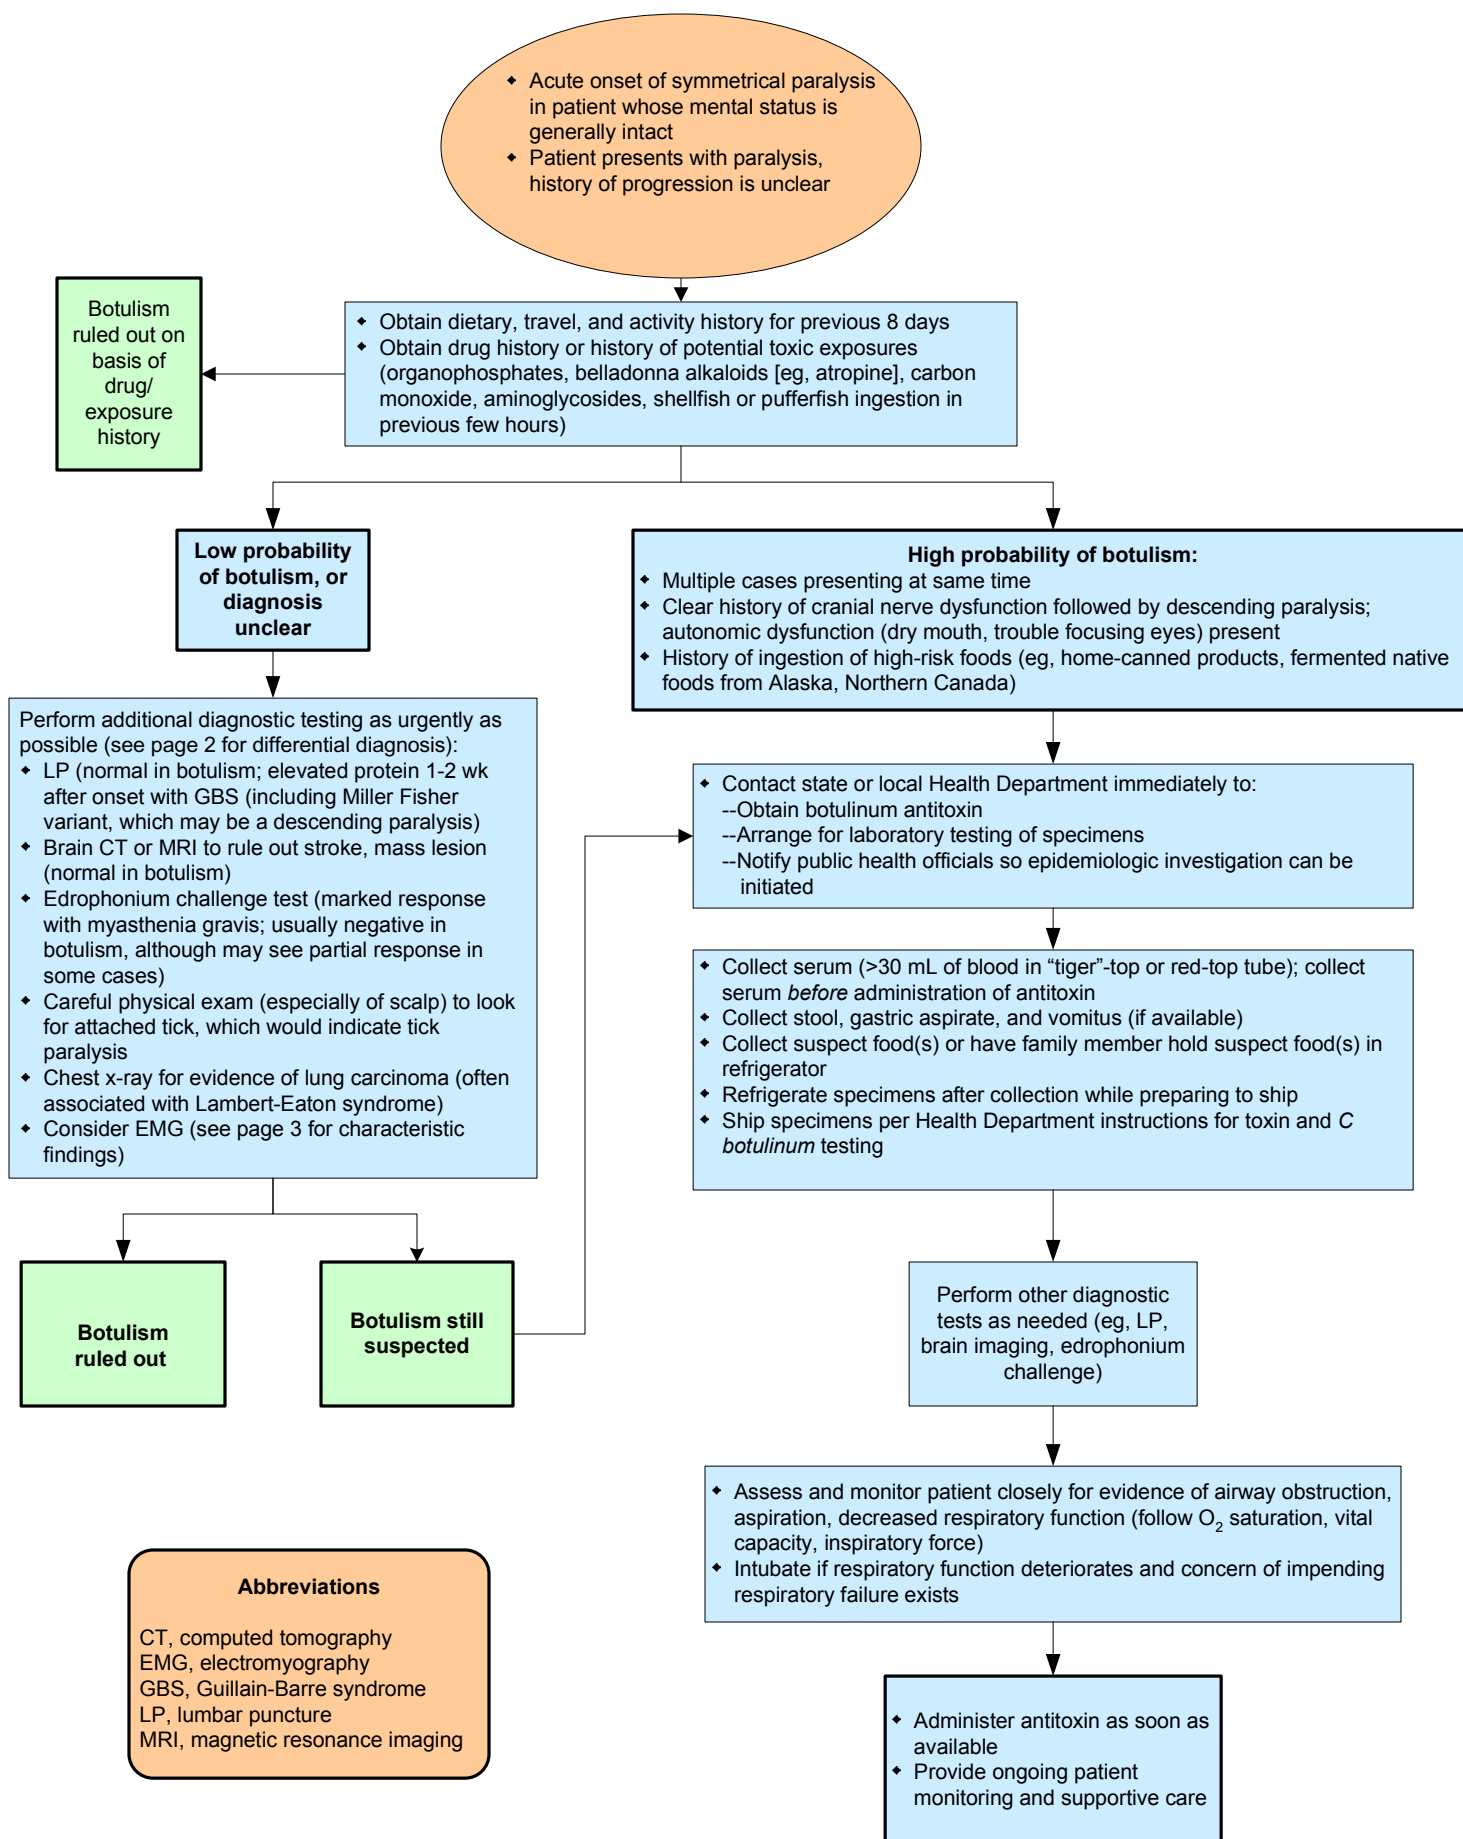 ◆ Acute onset of symmetrical paralysis
in patient whose mental status is
generally intact
◆ Patient presents with paralysis,
history of progression is unclear
Botulism
ruled out on
basis of
drug/
exposure
history
◆ Obtain dietary, travel, and activity history for previous 8 days
◆ Obtain drug history or history of potential toxic exposures
(organophosphates, belladonna alkaloids [eg, atropine], carbon
monoxide, aminoglycosides, shellfish or pufferfish ingestion in
previous few hours)
Low probability
of botulism, or
diagnosis
unclear
High probability of botulism:
◆ Multiple cases presenting at same time
◆ Clear history of cranial nerve dysfunction followed by descending paralysis;
autonomic dysfunction (dry mouth, trouble focusing eyes) present
◆ History of ingestion of high-risk foods (eg, home-canned products, fermented native
foods from Alaska, Northern Canada)
Perform additional diagnostic testing as urgently as
possible (see page 2 for differential diagnosis):
◆ LP (normal in botulism; elevated protein 1-2 wk
after onset with GBS (including Miller Fisher
variant, which may be a descending paralysis)
◆ Brain CT or MRI to rule out stroke, mass lesion
(normal in botulism)
◆ Edrophonium challenge test (marked response
with myasthenia gravis; usually negative in
botulism, although may see partial response in
some cases)
◆ Careful physical exam (especially of scalp) to look
for attached tick, which would indicate tick
paralysis
◆ Chest x-ray for evidence of lung carcinoma (often
associated with Lambert-Eaton syndrome)
◆ Consider EMG (see page 3 for characteristic
findings)
◆ Contact state or local Health Department immediately to:
--Obtain botulinum antitoxin
--Arrange for laboratory testing of specimens
--Notify public health officials so epidemiologic investigation can be
initiated
◆ Collect serum (>30 mL of blood in “tiger”-top or red-top tube); collect
serum before administration of antitoxin
◆ Collect stool, gastric aspirate, and vomitus (if available)
◆ Collect suspect food(s) or have family member hold suspect food(s) in
refrigerator
◆ Refrigerate specimens after collection while preparing to ship
◆ Ship specimens per Health Department instructions for toxin and C
botulinum testing
Botulism
ruled out
Botulism still
suspected
Perform other diagnostic
tests as needed (eg, LP,
brain imaging, edrophonium
challenge)
◆ Assess and monitor patient closely for evidence of airway obstruction,
aspiration, decreased respiratory function (follow O2 saturation, vital
capacity, inspiratory force)
◆ Intubate if respiratory function deteriorates and concern of impending
respiratory failure exists
Abbreviations
CT, computed tomography
EMG, electromyography
GBS, Guillain-Barre syndrome
LP, lumbar puncture
MRI, magnetic resonance imaging
◆ Administer antitoxin as soon as
available
◆ Provide ongoing patient
monitoring and supportive care